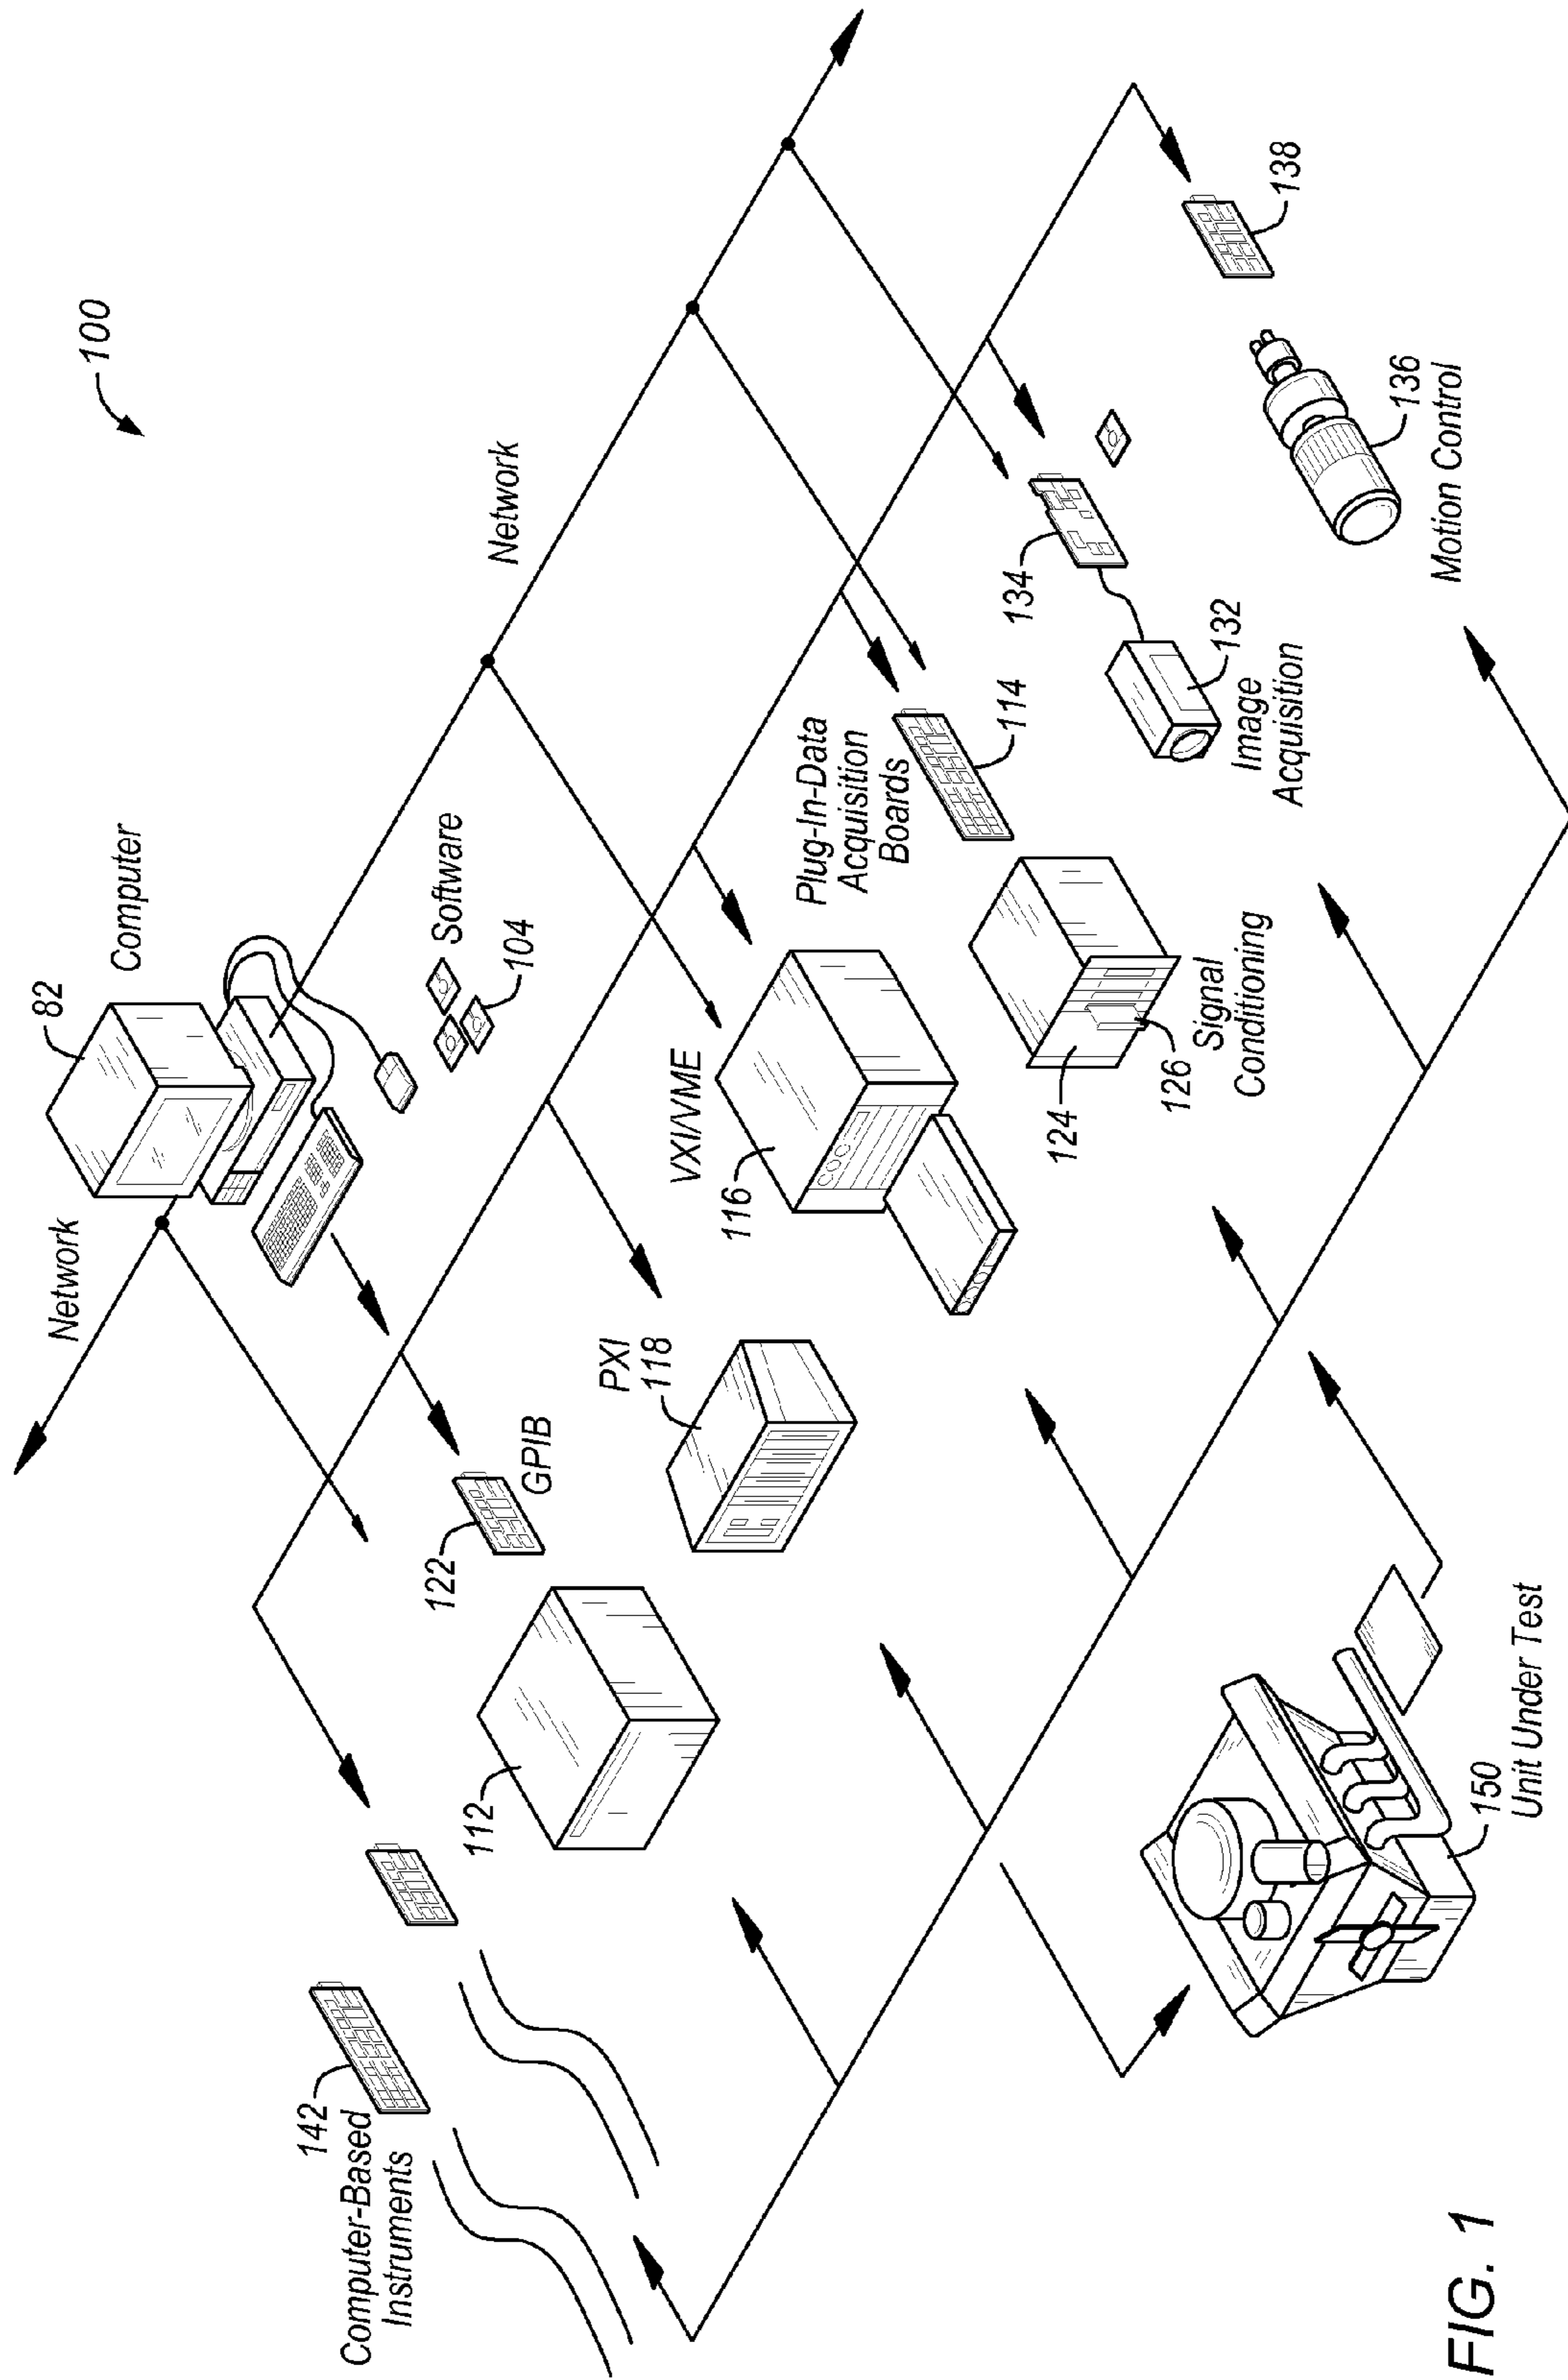 100
Network
82
Computer
Network
Software
104
142
Computer-Based
Instruments
122
GPIB
112
PXI
118
VXI/VME
116
Plug-In-Data
Acquisition
Boards
114
134
138
132
Image
Acquisition
136
Motion Control
124
126
Signal
Conditioning
150
Unit Under Test
FIG. 1